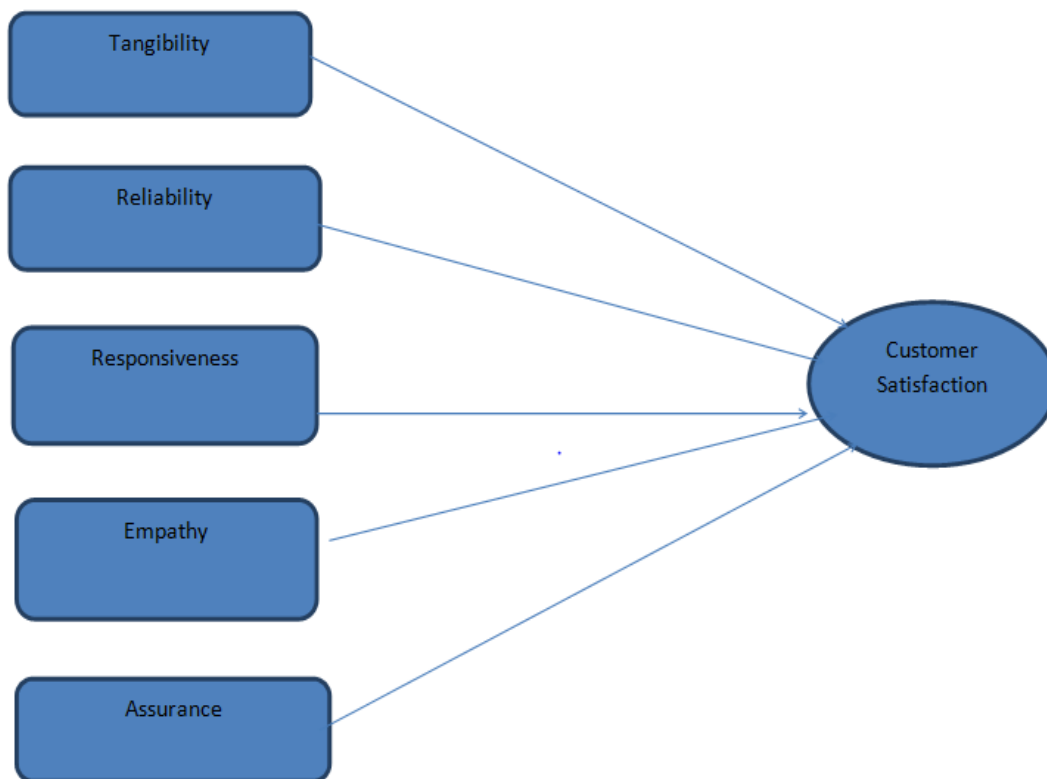 Tangibility
Reliability
Responsiveness
Customer
Satisfaction
Empathy
Assurance